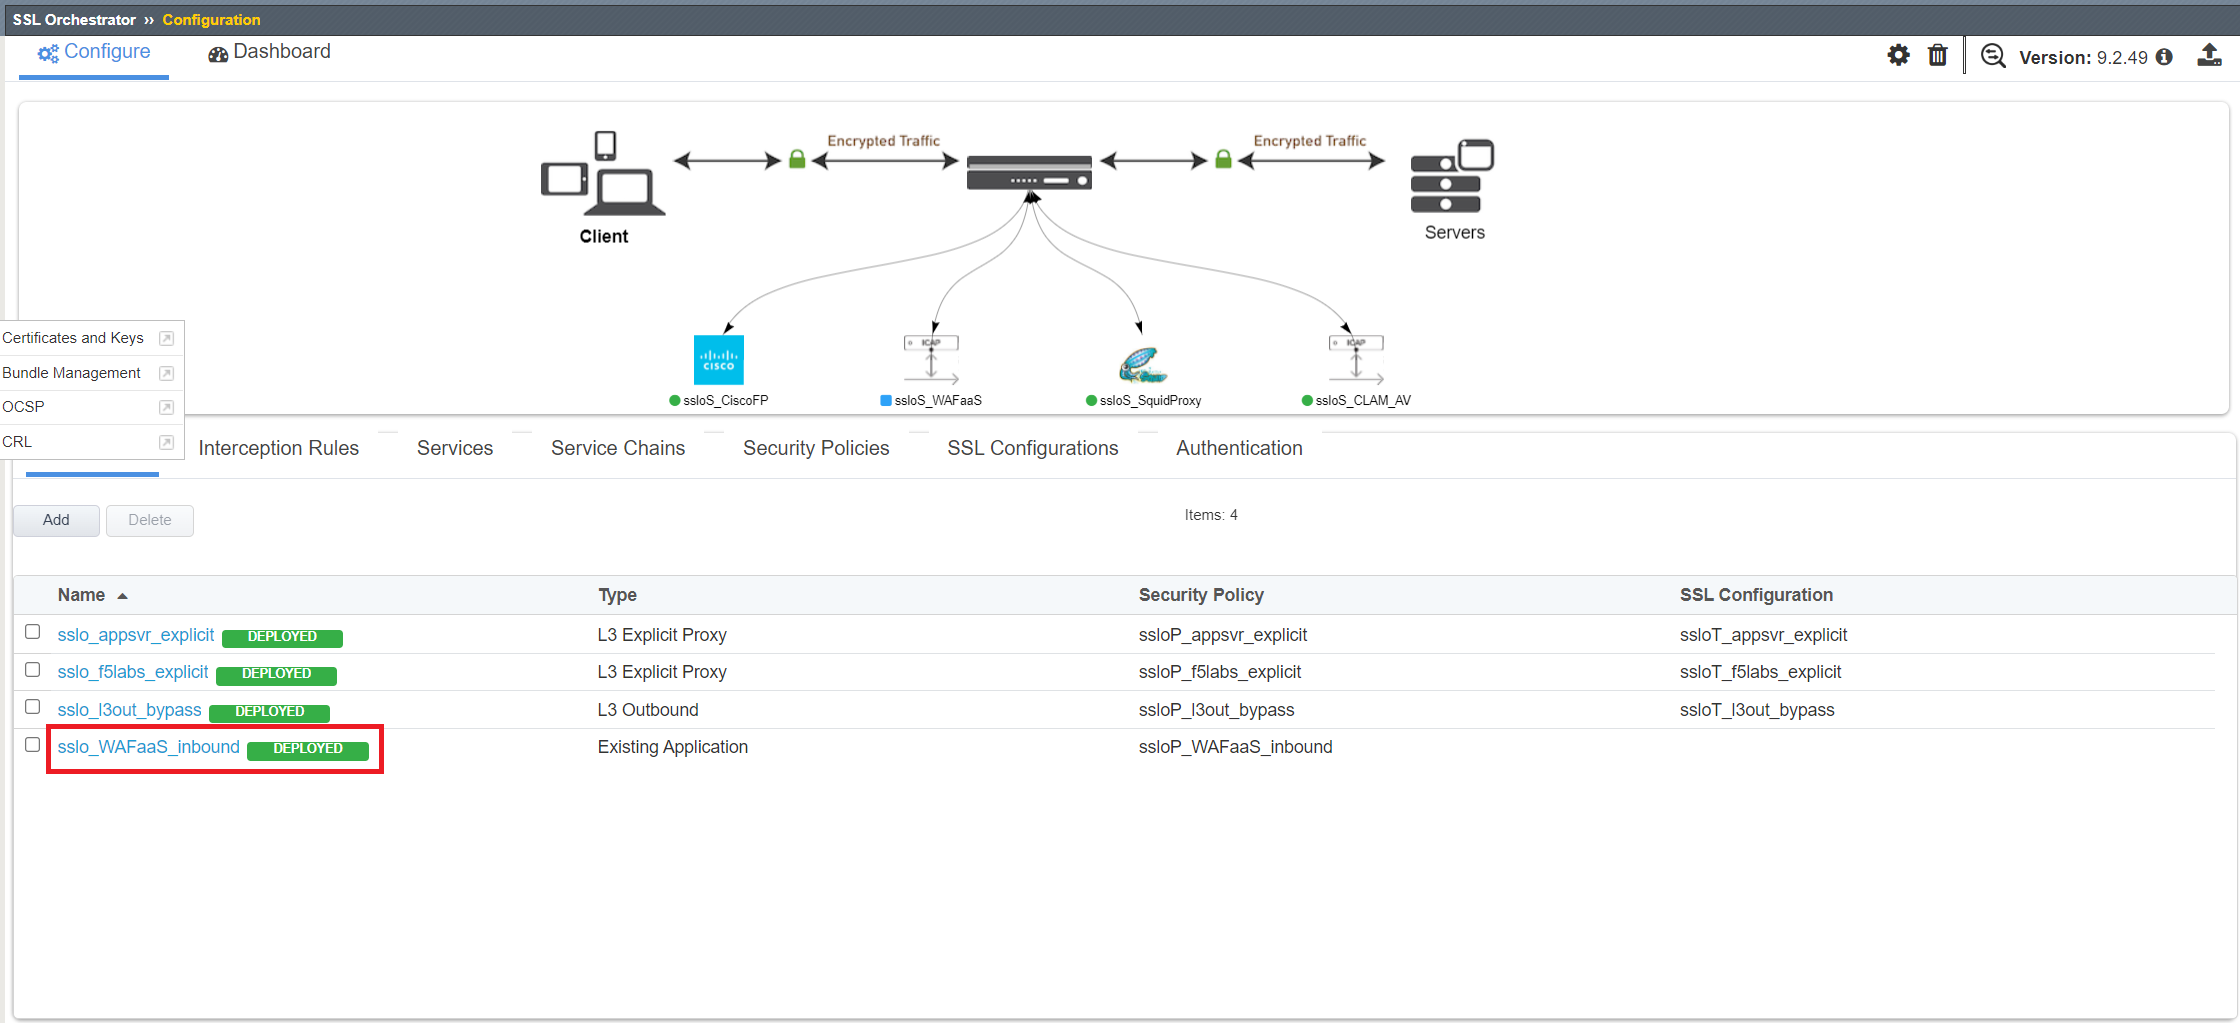 SSL Orchestrator ›› Configuration
Configure Dashboard Version: 9.2.49
Encrypted Traffic Encrypted Traffic
Client Servers
ICAP ICAP
CISCO
ssloS_CiscoFP ssloS_WAFaaS ssloS_SquidProxy ssloS_CLAM_AV
Certificates and Keys
Bundle Management
OCSP
CRL
Interception Rules Services Service Chains Security Policies SSL Configurations Authentication
Add Delete Items: 4
Name Type Security Policy SSL Configuration
sslo_appsvr_explicit DEPLOYED L3 Explicit Proxy ssloP_appsvr_explicit ssloT_appsvr_explicit
sslo_f5labs_explicit DEPLOYED L3 Explicit Proxy ssloP_f5labs_explicit ssloT_f5labs_explicit
sslo_l3out_bypass DEPLOYED L3 Outbound ssloP_l3out_bypass ssloT_l3out_bypass
sslo_WAFaaS_inbound DEPLOYED Existing Application ssloP_WAFaaS_inbound